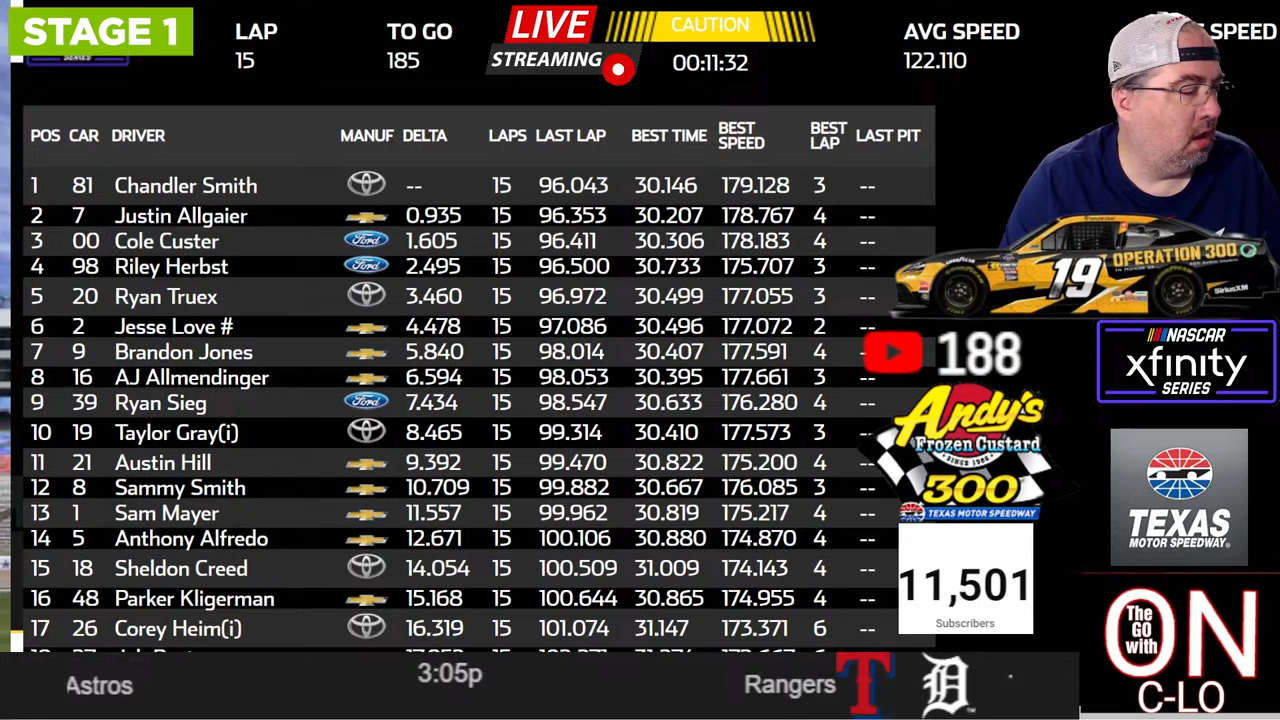 STAGE 1
LAP
15
TO GO
185
LIVE
STREAMING
CAUTION
00:11:32
AVG SPEED
122.110
SPEED
SERIES
POS CAR DRIVER MANUF DELTA LAPS LAST LAP BEST TIME BEST SPEED BEST LAP LAST PIT
1 81 Chandler Smith -- 15 96.043 30.146 179.128 3 --
2 7 Justin Allgaier 0.935 15 96.353 30.207 178.767 4 --
3 00 Cole Custer Ford 1.605 15 96.411 30.306 178.183 4 --
4 98 Riley Herbst Ford 2.495 15 96.500 30.733 175.707 3 --
5 20 Ryan Truex 3.460 15 96.972 30.499 177.055 3 --
6 2 Jesse Love # 4.478 15 97.086 30.496 177.072 2 --
7 9 Brandon Jones 5.840 15 98.014 30.407 177.591 4 --
8 16 AJ Allmendinger 6.594 15 98.053 30.395 177.661 3 --
9 39 Ryan Sieg Ford 7.434 15 98.547 30.633 176.280 4 --
10 19 Taylor Gray(i) 8.465 15 99.314 30.410 177.573 3 --
11 21 Austin Hill 9.392 15 99.470 30.822 175.200 4 --
12 8 Sammy Smith 10.709 15 99.882 30.667 176.085 3 --
13 1 Sam Mayer 11.557 15 99.962 30.819 175.217 4 --
14 5 Anthony Alfredo 12.671 15 100.106 30.880 174.870 4 --
15 18 Sheldon Creed 14.054 15 100.509 31.009 174.143 4 --
16 48 Parker Kligerman 15.168 15 100.644 30.865 174.955 4 --
17 26 Corey Heim(i) 16.319 15 101.074 31.147 173.371 6 --
OPERATION 300
19
SiriusXM
188
NASCAR
xfinity
SERIES
Andy's
Frozen Custard
SINCE 1986
300
TEXAS MOTOR SPEEDWAY
TEXAS
MOTOR SPEEDWAY
11,501
Subscribers
The
GO
with
ON
C-LO
Astros
3:05p
Rangers T D